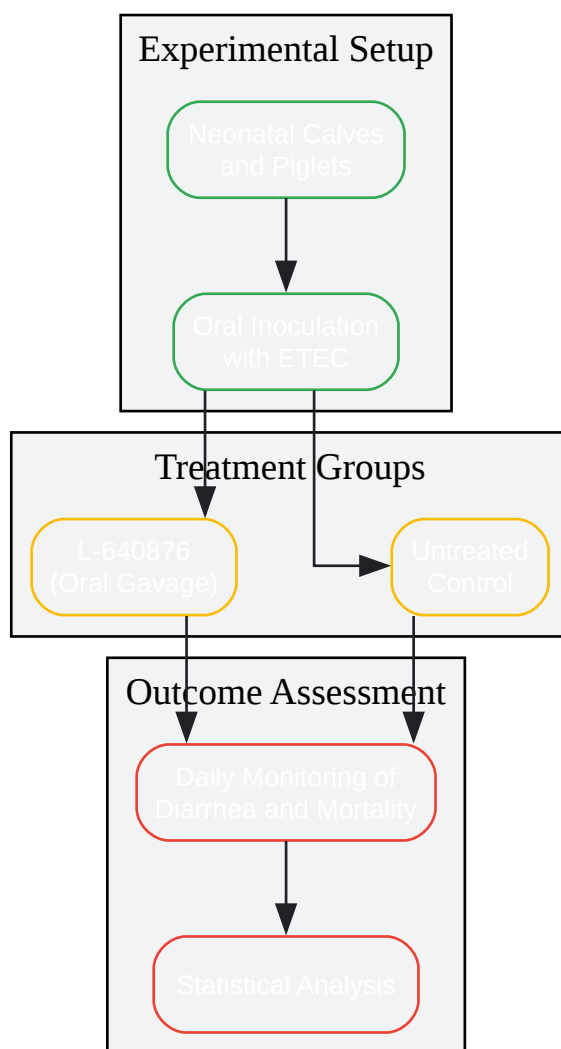 Experimental Setup
Neonatal Calves
and Piglets
Oral Inoculation
with ETEC
Treatment Groups
L-640876
(Oral Gavage)
Untreated
Control
Outcome Assessment
Daily Monitoring of
Diarrhea and Mortality
Statistical Analysis